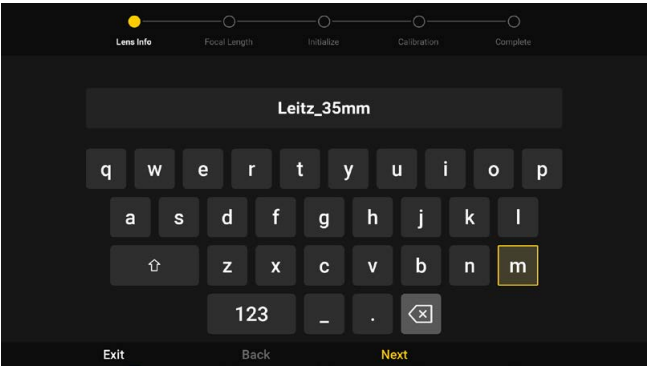 Lens Info Focal Length Initialize Calibration Complete
Leitz_35mm
q w e r t y u i o p
a s d f g h j k l
z x c v b n m
123 _ .
Exit Back Next